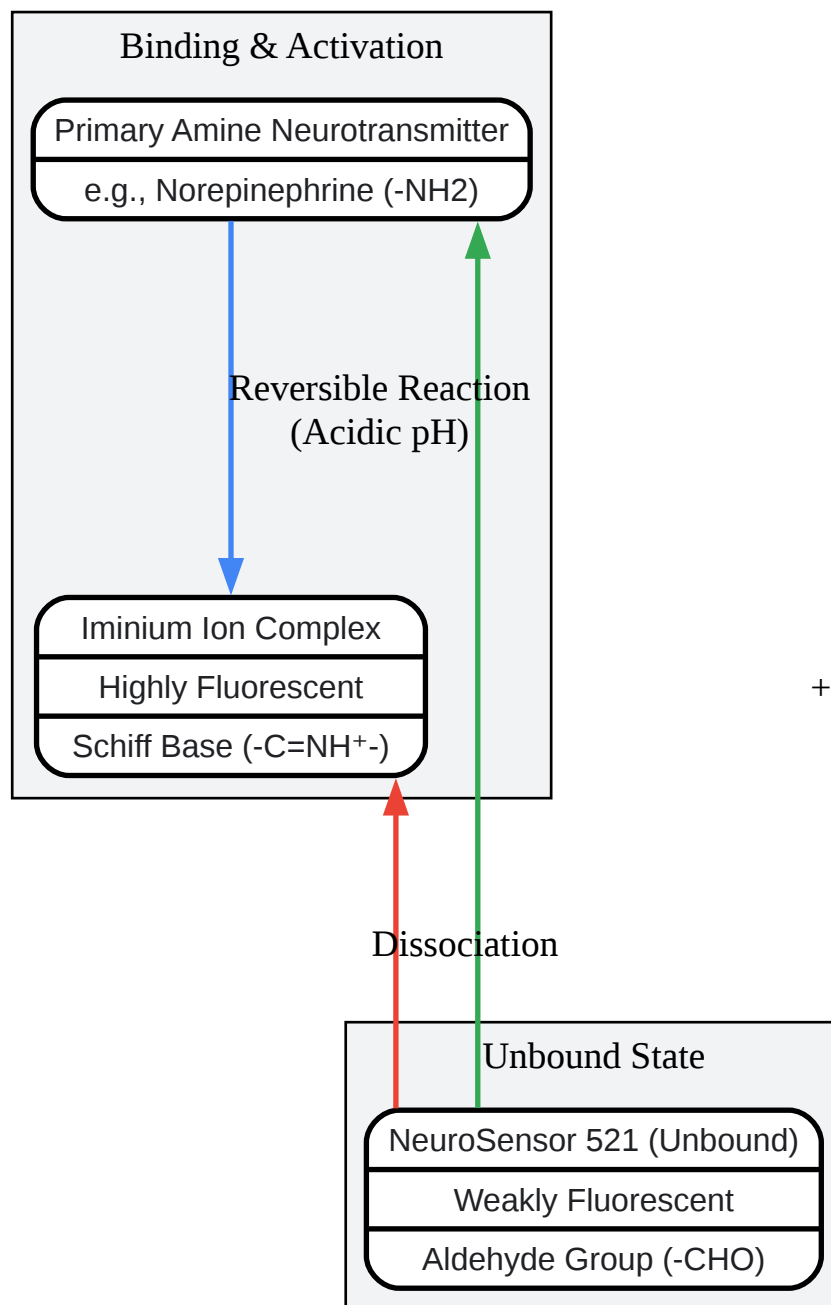 Binding & Activation
Primary Amine Neurotransmitter
e.g., Norepinephrine (-NH2)
Reversible Reaction
(Acidic pH)
Iminium Ion Complex
Highly Fluorescent
Schiff Base (-C=NH⁺-)
+
Dissociation
Unbound State
NeuroSensor 521 (Unbound)
Weakly Fluorescent
Aldehyde Group (-CHO)